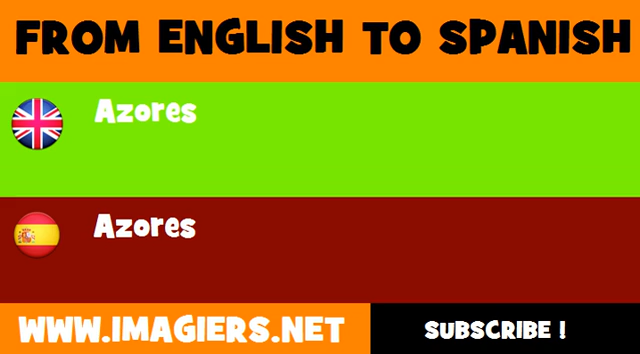 FROM ENGLISH TO SPANISH
Azores
Azores
WWW.IMAGIERS.NET
SUBSCRIBE !